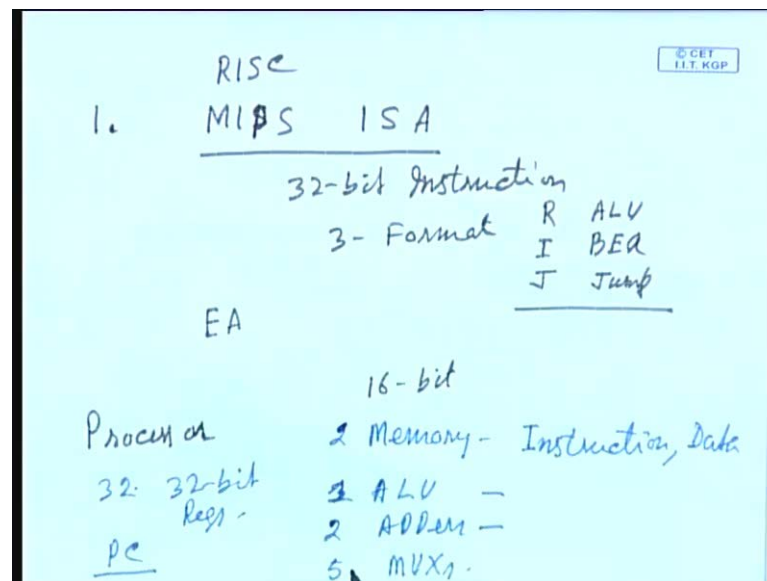 RISC
© CET
I.I.T. KGP
1. MIPS ISA
32-bit Instruction
3- Format R ALU
I BEQ
J Jump
EA
16-bit
Processor 2 Memory - Instruction, Data
32. 32-bit 1 ALU -
Regs. 2 ADDers -
PC 5 MUXs.